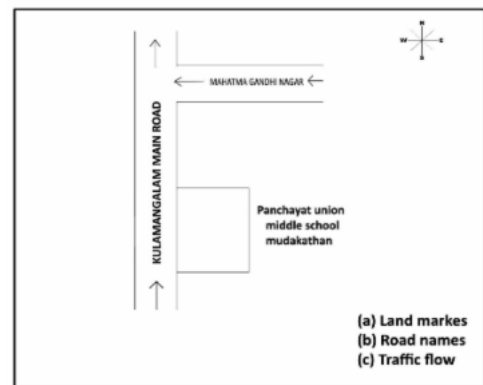 N
W E
S
MAHATMA GANDHI NAGAR
KULAMANGALAM MAIN ROAD
Panchayat union
middle school
mudakathan
(a) Land markes
(b) Road names
(c) Traffic flow